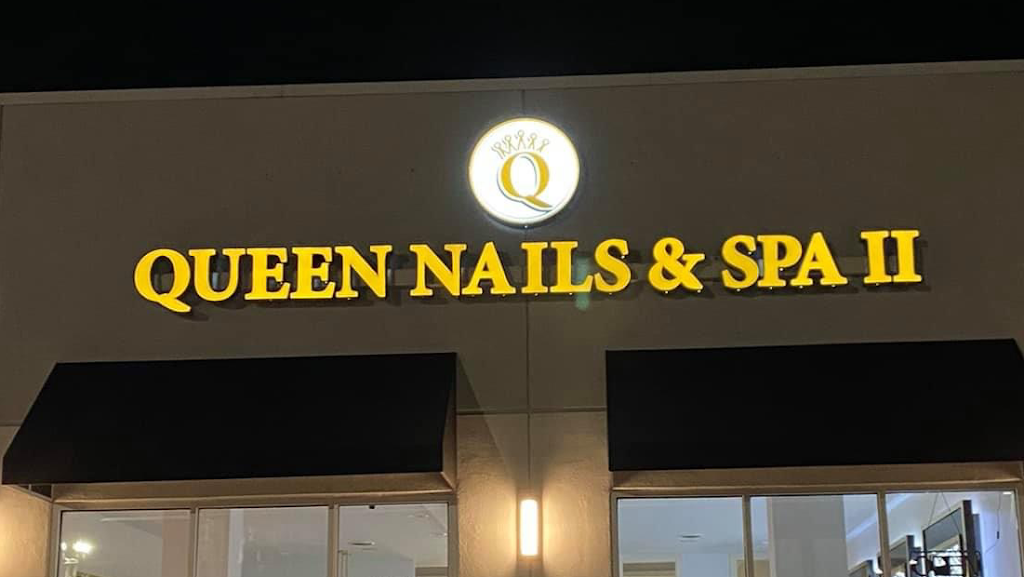 Q
QUEEN NAILS & SPA II